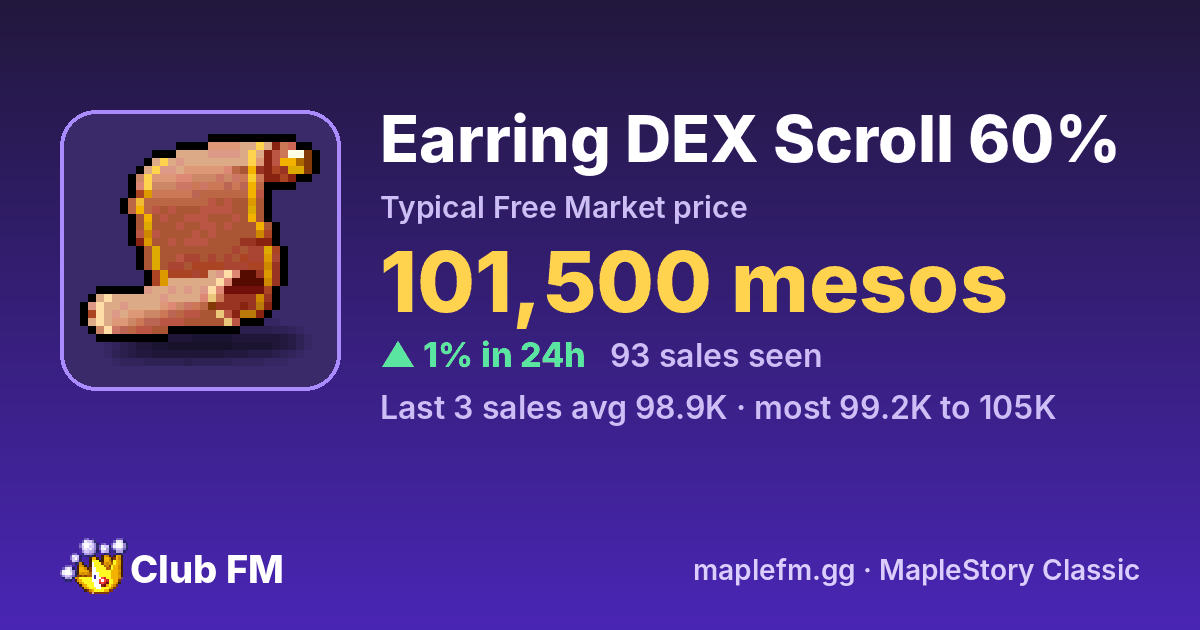 Earring DEX Scroll 60%
Typical Free Market price
101,500 mesos
▲ 1% in 24h 93 sales seen
Last 3 sales avg 98.9K · most 99.2K to 105K
Club FM
maplefm.gg · MapleStory Classic